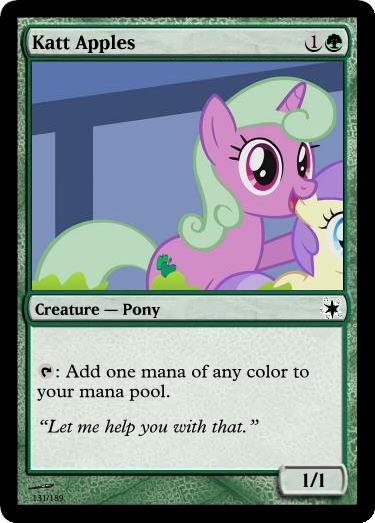 Katt Apples 1
Creature — Pony
: Add one mana of any color to
your mana pool.
“Let me help you with that.”
1/1
131/189